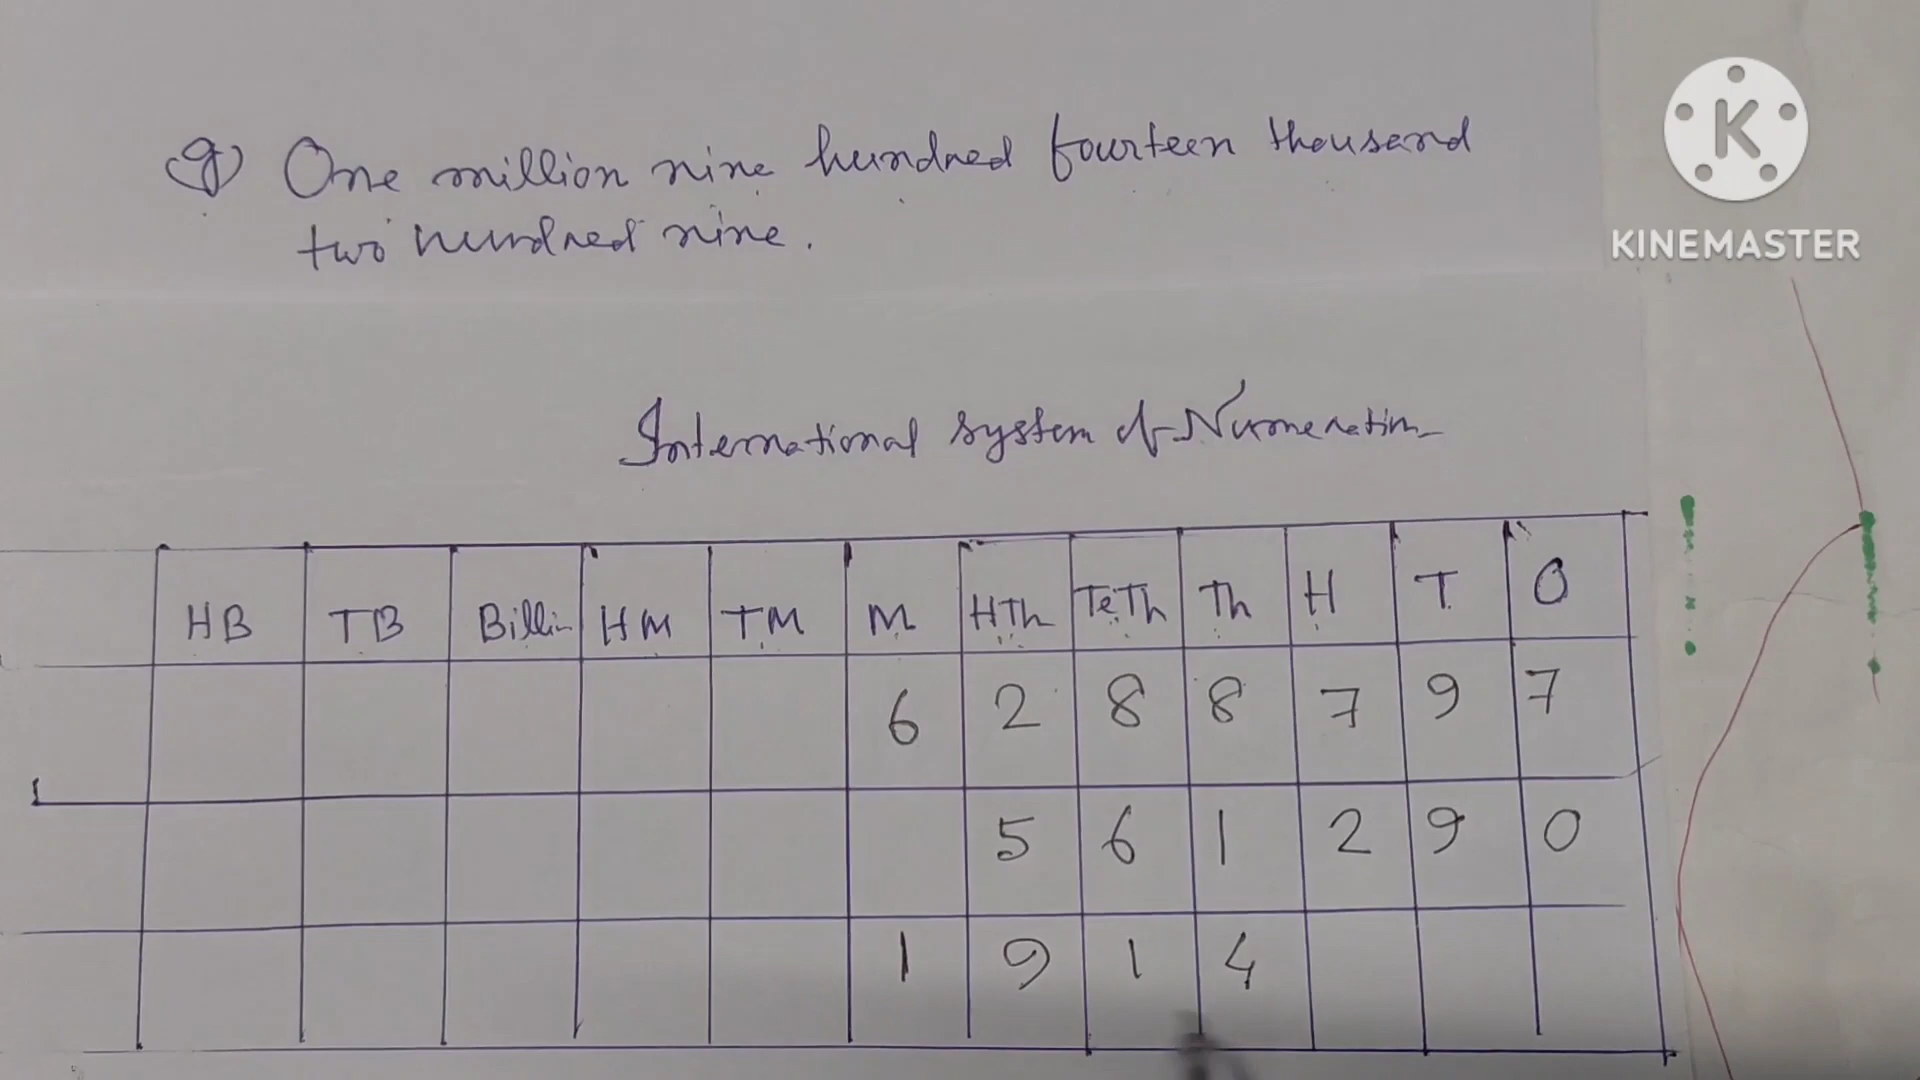 g) One million nine hundred fourteen thousand
two hundred nine.
K
KINEMASTER
International system of Numeration
HB TB Billin HM TM M HTh TeTh Th H T O
6 2 8 8 7 9 7
5 6 1 2 9 0
1 9 1 4